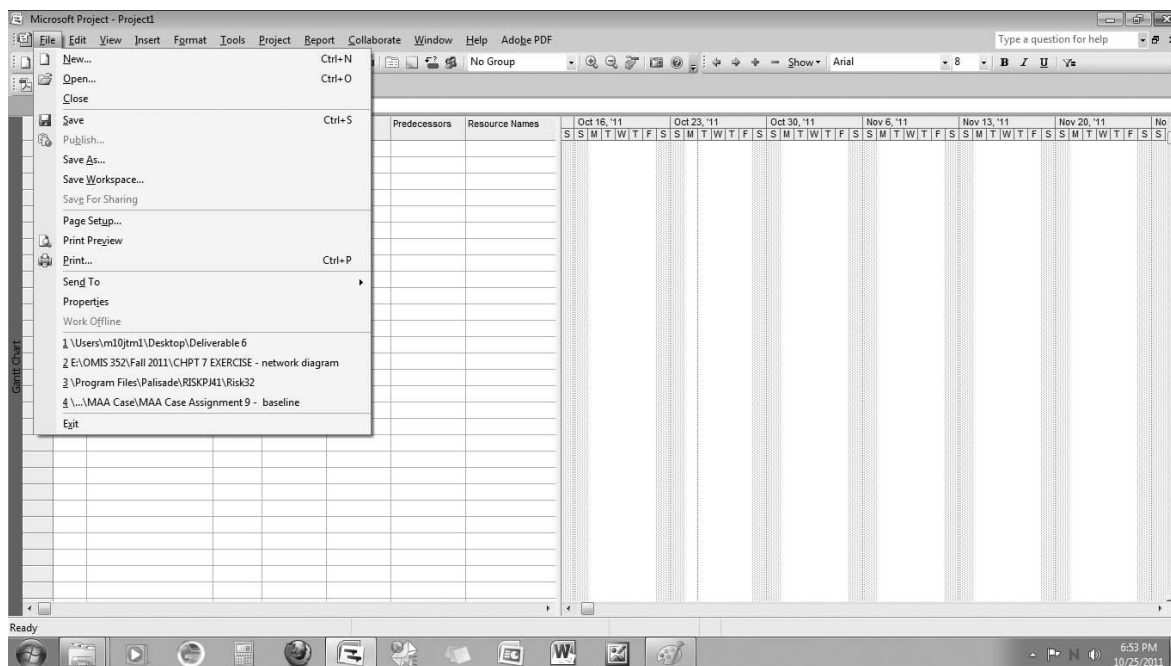 Microsoft Project - Project1
File Edit View Insert Format Tools Project Report Collaborate Window Help Adobe PDF
Type a question for help
No Group
Show
Arial
8
B I U
New... Ctrl+N
Open... Ctrl+O
Close
Save Ctrl+S
Publish...
Save As...
Save Workspace...
Save For Sharing
Page Setup...
Print Preview
Print... Ctrl+P
Send To
Properties
Work Offline
1 \Users\m10jtm1\Desktop\Deliverable 6
2 E:\OMIS 352\Fall 2011\CHPT 7 EXERCISE - network diagram
3 \Program Files\Palisade\RISKPJ41\Risk32
4 \...\MAA Case\MAA Case Assignment 9 - baseline
Exit
Predecessors Resource Names
Oct 16, '11 Oct 23, '11 Oct 30, '11 Nov 6, '11 Nov 13, '11 Nov 20, '11 No
S S M T W T F S S M T W T F S S M T W T F S S M T W T F S S M T W T F S S M T W T F S S
Gantt Chart
Ready
6:53 PM
10/25/2011